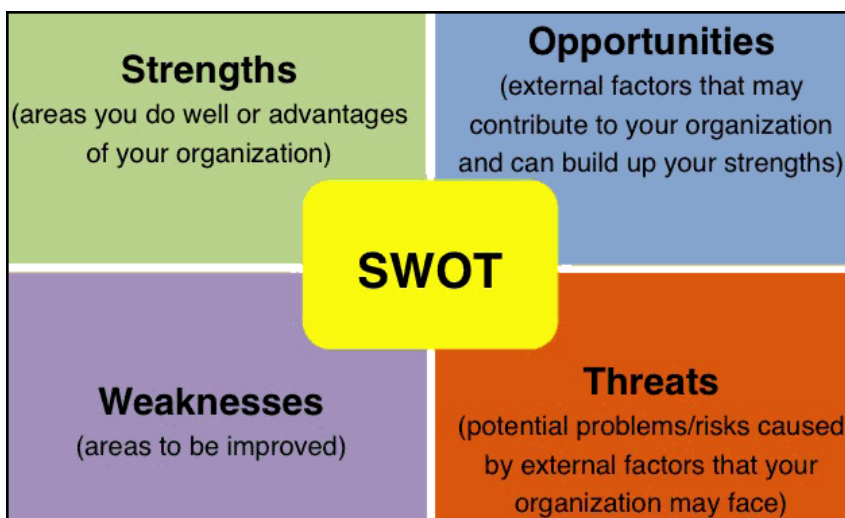 Strengths
(areas you do well or advantages
of your organization)
Opportunities
(external factors that may
contribute to your organization
and can build up your strengths)
SWOT
Weaknesses
(areas to be improved)
Threats
(potential problems/risks caused
by external factors that your
organization may face)